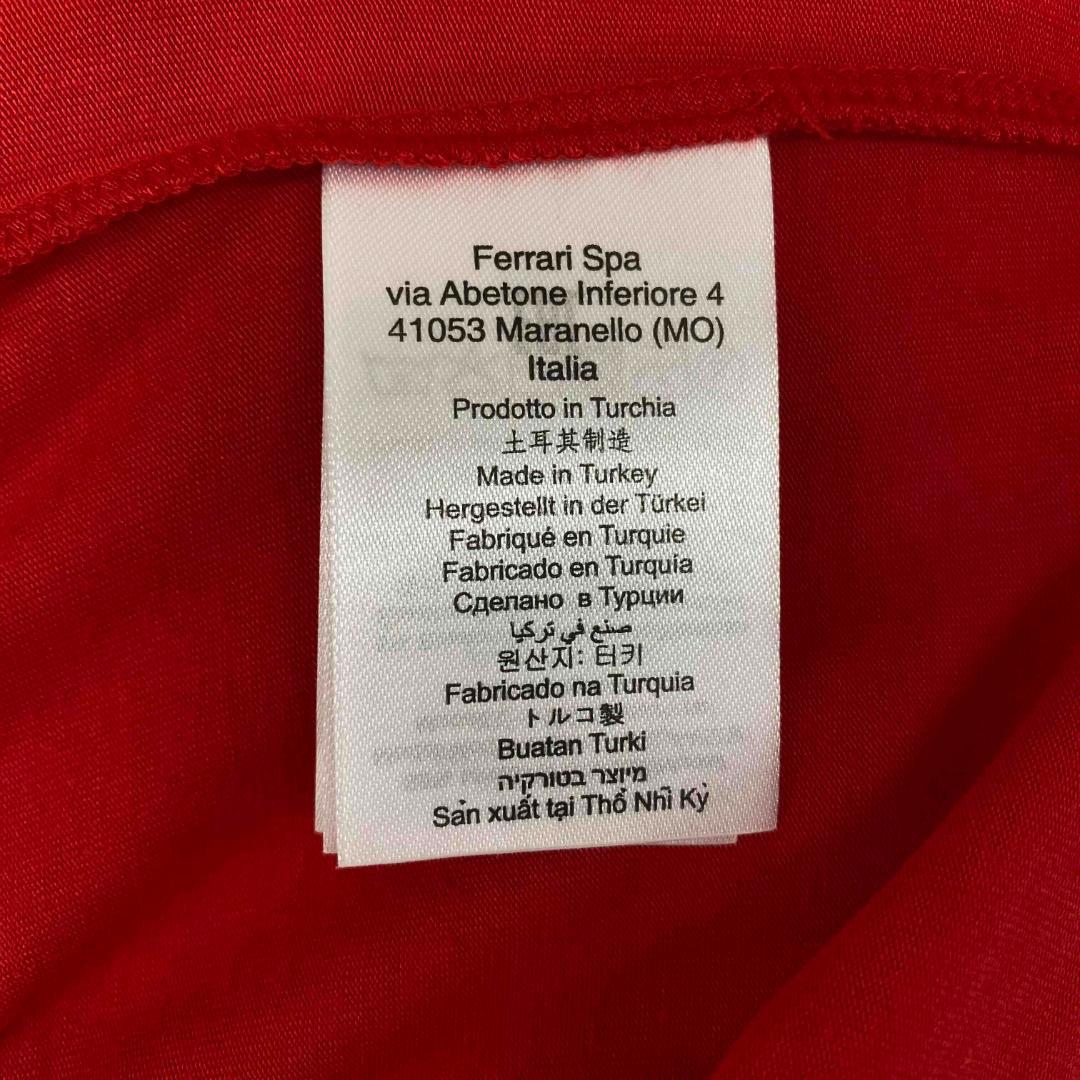 Ferrari Spa
via Abetone Inferiore 4
41053 Maranello (MO)
Italia
Prodotto in Turchia
土耳其制造
Made in Turkey
Hergestellt in der Türkei
Fabriqué en Turquie
Fabricado en Turquía
Сделано в Турции
صنع في تركيا
원산지: 터키
Fabricado na Turquia
トルコ製
Buatan Turki
מיוצר בטורקיה
Sản xuất tại Thổ Nhĩ Kỳ